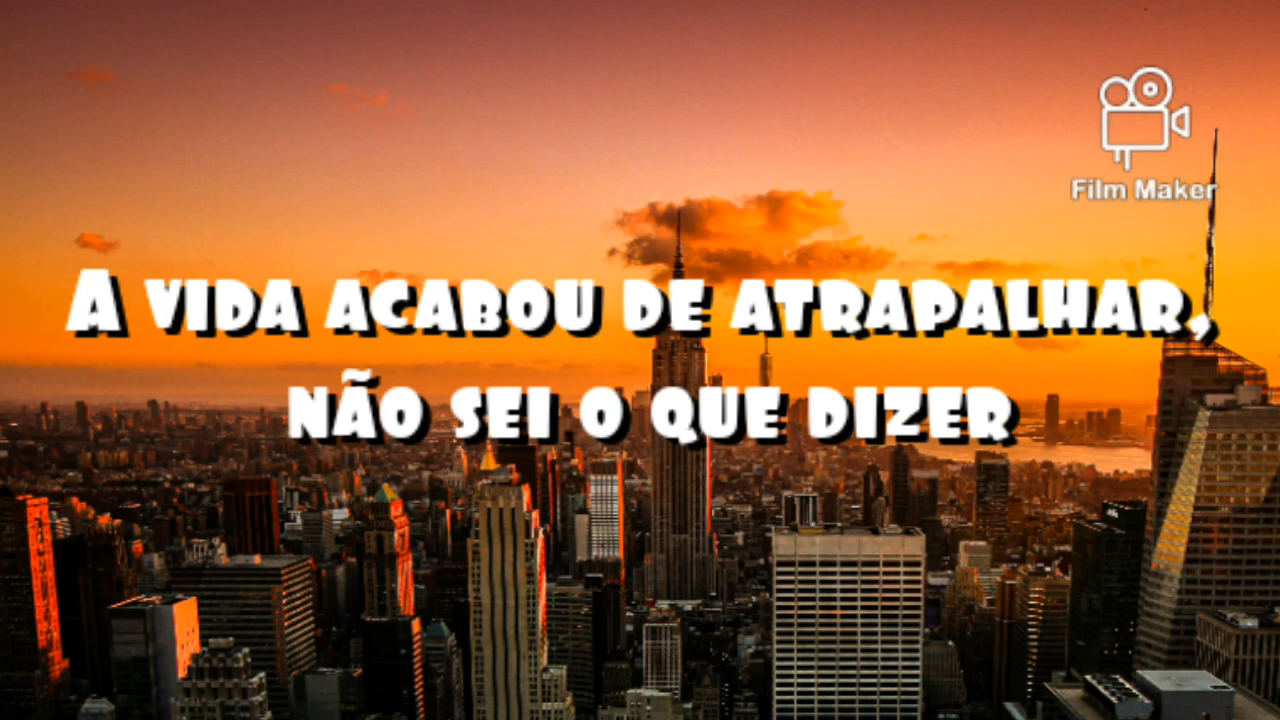 Film Maker
A VIDA ACABOU DE ATRAPALHAR,
NÃO SEI O QUE DIZER